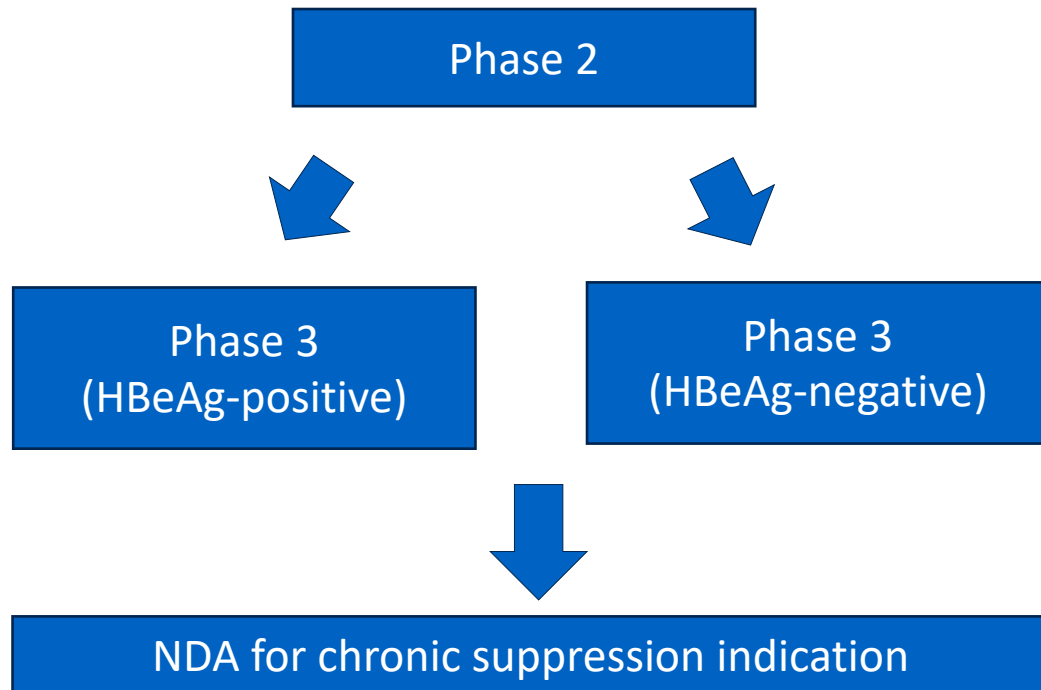 Phase 2
Phase 3
(HBeAg-positive)
Phase 3
(HBeAg-negative)
NDA for chronic suppression indication